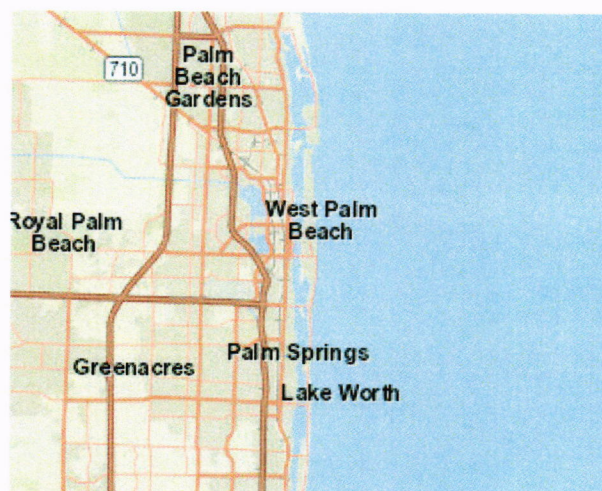 Palm
Beach
Gardens
710
West Palm
Beach
Royal Palm
Beach
Palm Springs
Greenacres
Lake Worth